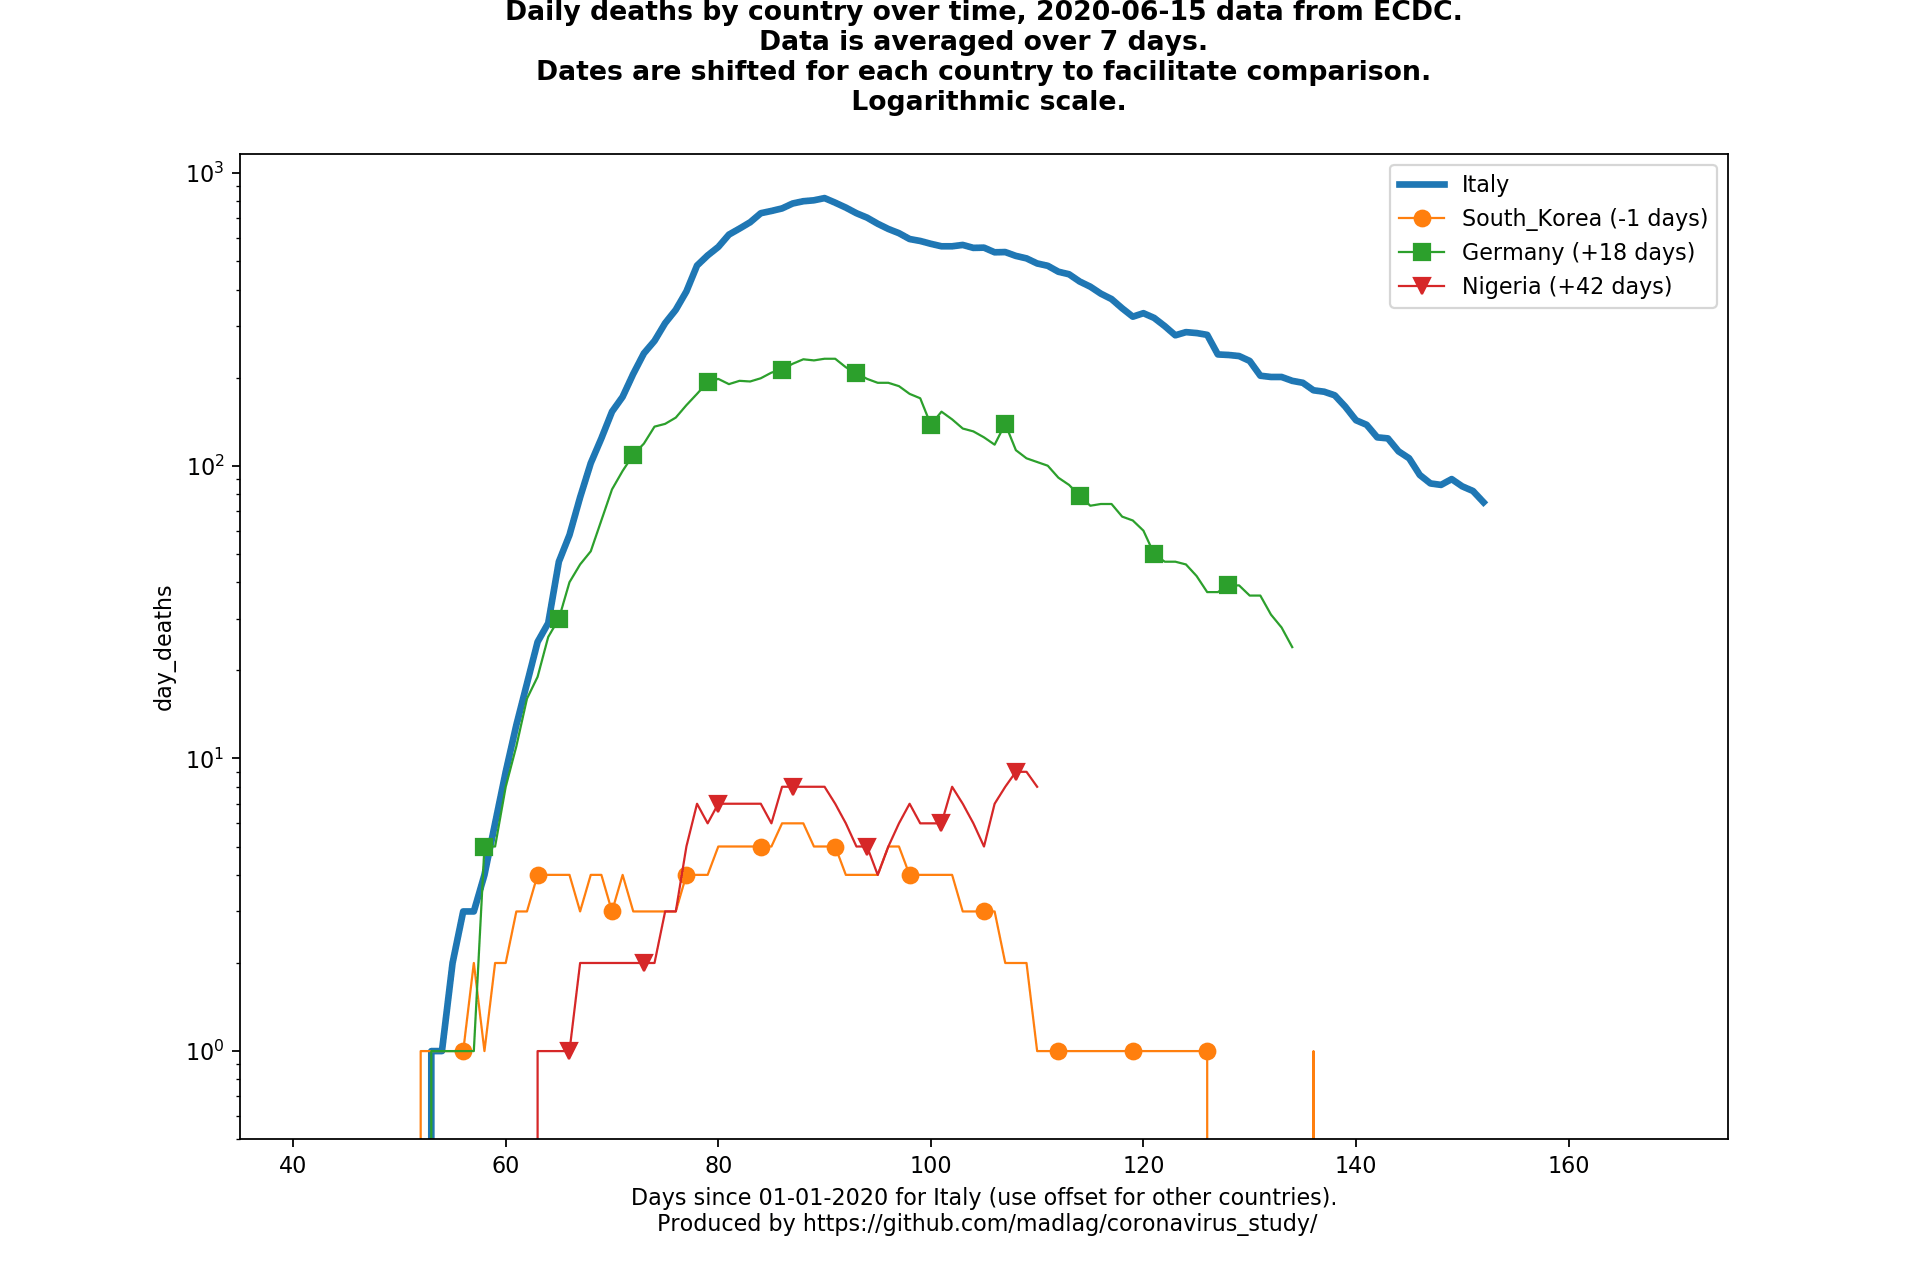 Daily deaths by country over time, 2020-06-15 data from ECDC.
Data is averaged over 7 days.
Dates are shifted for each country to facilitate comparison.
Logarithmic scale.
10³
10²
10¹
10⁰
day_deaths
Italy
South_Korea (-1 days)
Germany (+18 days)
Nigeria (+42 days)
40 60 80 100 120 140 160
Days since 01-01-2020 for Italy (use offset for other countries).
Produced by https://github.com/madlag/coronavirus_study/